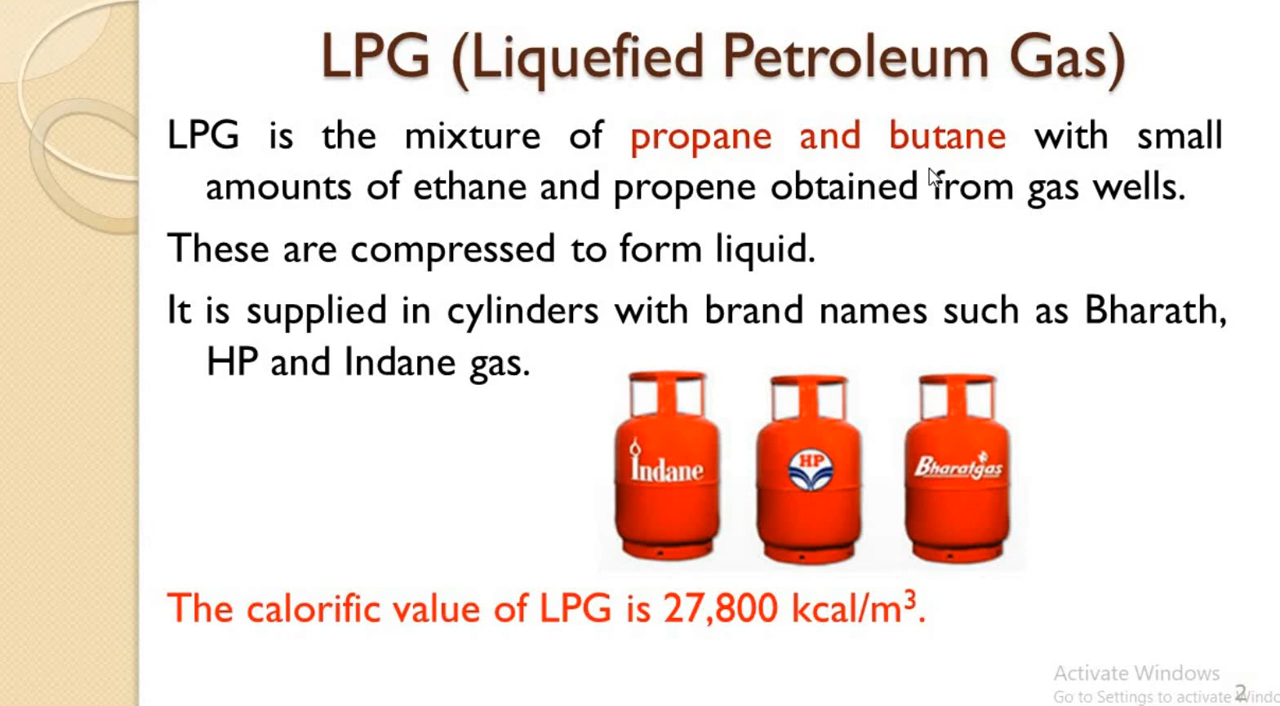 LPG (Liquefied Petroleum Gas)
LPG is the mixture of propane and butane with small
amounts of ethane and propene obtained from gas wells.
These are compressed to form liquid.
It is supplied in cylinders with brand names such as Bharath,
HP and Indane gas.
Indane
HP
Bharatgas
The calorific value of LPG is 27,800 kcal/m³.
Activate Windows
Go to Settings to activate Windo
2